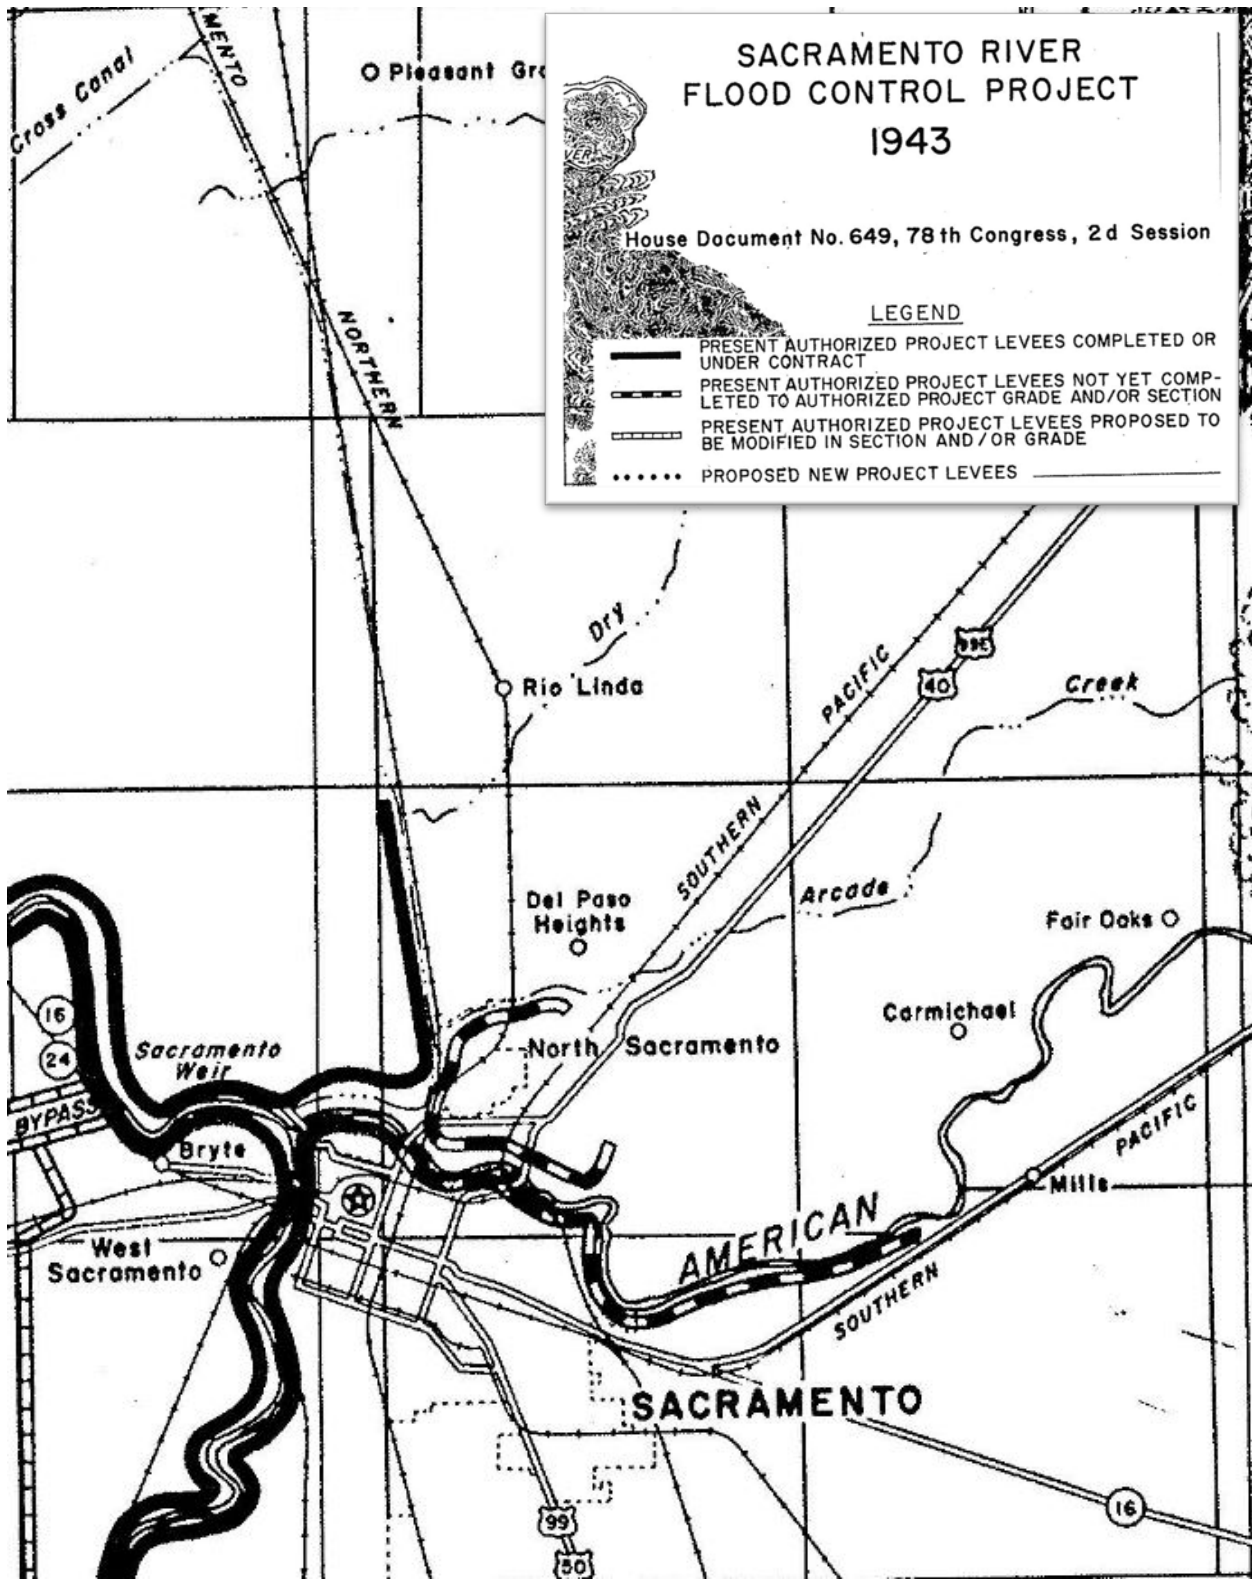 SACRAMENTO RIVER
FLOOD CONTROL PROJECT
1943
House Document No. 649, 78th Congress, 2d Session
LEGEND
PRESENT AUTHORIZED PROJECT LEVEES COMPLETED OR
UNDER CONTRACT
PRESENT AUTHORIZED PROJECT LEVEES NOT YET COMP-
LETED TO AUTHORIZED PROJECT GRADE AND/OR SECTION
PRESENT AUTHORIZED PROJECT LEVEES PROPOSED TO
BE MODIFIED IN SECTION AND/OR GRADE
PROPOSED NEW PROJECT LEVEES
Cross Canal
MENTO
Pleasant Gro
NORTHERN
Dry
Rio Linda
PACIFIC
99E
40
Creek
SOUTHERN
Del Paso
Heights
Arcade
Fair Oaks
16
24
Carmichael
Sacramento
Weir
North Sacramento
BYPASS
Bryte
PACIFIC
Mills
West
Sacramento
AMERICAN
SOUTHERN
SACRAMENTO
99
50
16